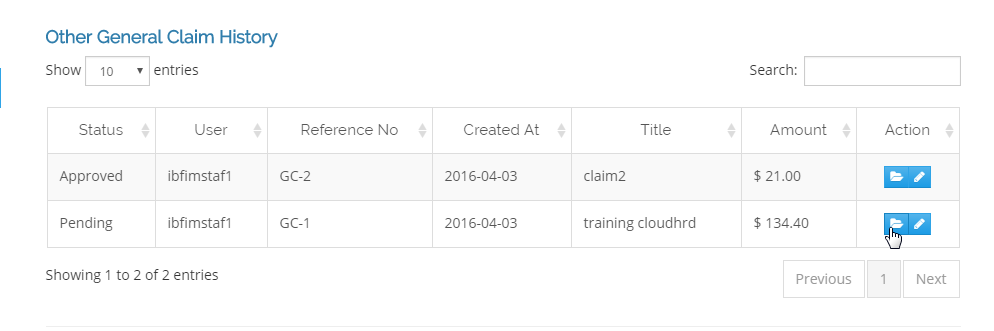 Other General Claim History
Show 10 entries Search:
Status User Reference No Created At Title Amount Action
Approved ibfimstaf1 GC-2 2016-04-03 claim2 $ 21.00
Pending ibfimstaf1 GC-1 2016-04-03 training cloudhrd $ 134.40
Showing 1 to 2 of 2 entries Previous 1 Next